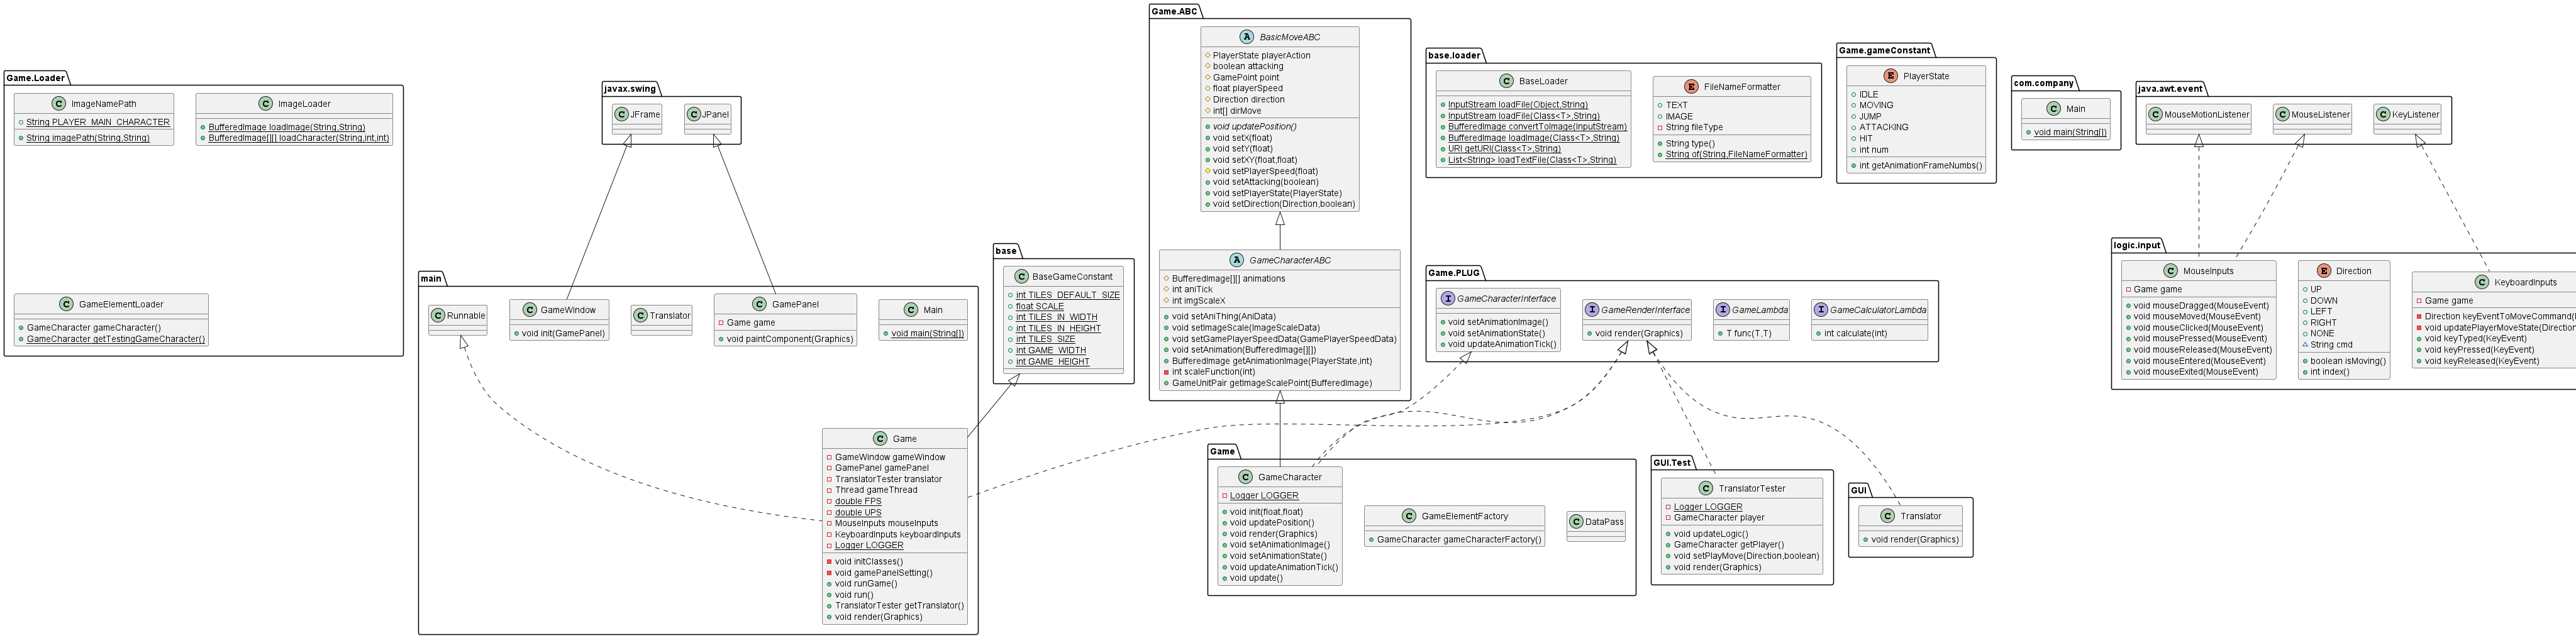 Game.Loader
C ImageNamePath
String PLAYER_MAIN_CHARACTER
String imagePath(String,String)
C ImageLoader
BufferedImage loadImage(String,String)
BufferedImage[][] loadCharacter(String,int,int)
C GameElementLoader
GameCharacter gameCharacter()
GameCharacter getTestingGameCharacter()
javax.swing
C JFrame
C JPanel
main
C Runnable
C GameWindow
void init(GamePanel)
C Translator
C GamePanel
Game game
void paintComponent(Graphics)
C Main
void main(String[])
C Game
GameWindow gameWindow
GamePanel gamePanel
TranslatorTester translator
Thread gameThread
double FPS
double UPS
MouseInputs mouseInputs
KeyboardInputs keyboardInputs
Logger LOGGER
void initClasses()
void gamePanelSetting()
void runGame()
void run()
TranslatorTester getTranslator()
void render(Graphics)
base
C BaseGameConstant
int TILES_DEFAULT_SIZE
float SCALE
int TILES_IN_WIDTH
int TILES_IN_HEIGHT
int TILES_SIZE
int GAME_WIDTH
int GAME_HEIGHT
Game.ABC
A BasicMoveABC
PlayerState playerAction
boolean attacking
GamePoint point
float playerSpeed
Direction direction
int[] dirMove
void updatePosition()
void setX(float)
void setY(float)
void setXY(float,float)
void setPlayerSpeed(float)
void setAttacking(boolean)
void setPlayerState(PlayerState)
void setDirection(Direction,boolean)
A GameCharacterABC
BufferedImage[][] animations
int aniTick
int imgScaleX
void setAniThing(AniData)
void setImageScale(ImageScaleData)
void setGamePlayerSpeedData(GamePlayerSpeedData)
void setAnimation(BufferedImage[][])
BufferedImage getAnimationImage(PlayerState,int)
int scaleFunction(int)
GameUnitPair getImageScalePoint(BufferedImage)
base.loader
C BaseLoader
InputStream loadFile(Object,String)
InputStream loadFile(Class<T>,String)
BufferedImage convertToImage(InputStream)
BufferedImage loadImage(Class<T>,String)
URI getURI(Class<T>,String)
List<String> loadTextFile(Class<T>,String)
E FileNameFormatter
TEXT
IMAGE
String fileType
String type()
String of(String,FileNameFormatter)
Game.gameConstant
E PlayerState
IDLE
MOVING
JUMP
ATTACKING
HIT
int num
int getAnimationFrameNumbs()
com.company
C Main
void main(String[])
java.awt.event
C MouseMotionListener
C MouseListener
C KeyListener
Game.PLUG
I GameCharacterInterface
void setAnimationImage()
void setAnimationState()
void updateAnimationTick()
I GameRenderInterface
void render(Graphics)
I GameLambda
T func(T,T)
I GameCalculatorLambda
int calculate(int)
logic.input
C MouseInputs
Game game
void mouseDragged(MouseEvent)
void mouseMoved(MouseEvent)
void mouseClicked(MouseEvent)
void mousePressed(MouseEvent)
void mouseReleased(MouseEvent)
void mouseEntered(MouseEvent)
void mouseExited(MouseEvent)
E Direction
UP
DOWN
LEFT
RIGHT
NONE
String cmd
boolean isMoving()
int index()
C KeyboardInputs
Game game
Direction keyEventToMoveCommand(
void updatePlayerMoveState(Direction
void keyTyped(KeyEvent)
void keyPressed(KeyEvent)
void keyReleased(KeyEvent)
Game
C GameCharacter
Logger LOGGER
void init(float,float)
void updatePosition()
void render(Graphics)
void setAnimationImage()
void setAnimationState()
void updateAnimationTick()
void update()
C GameElementFactory
GameCharacter gameCharacterFactory()
C DataPass
GUI.Test
C TranslatorTester
Logger LOGGER
GameCharacter player
void updateLogic()
GameCharacter getPlayer()
void setPlayMove(Direction,boolean)
void render(Graphics)
GUI
C Translator
void render(Graphics)